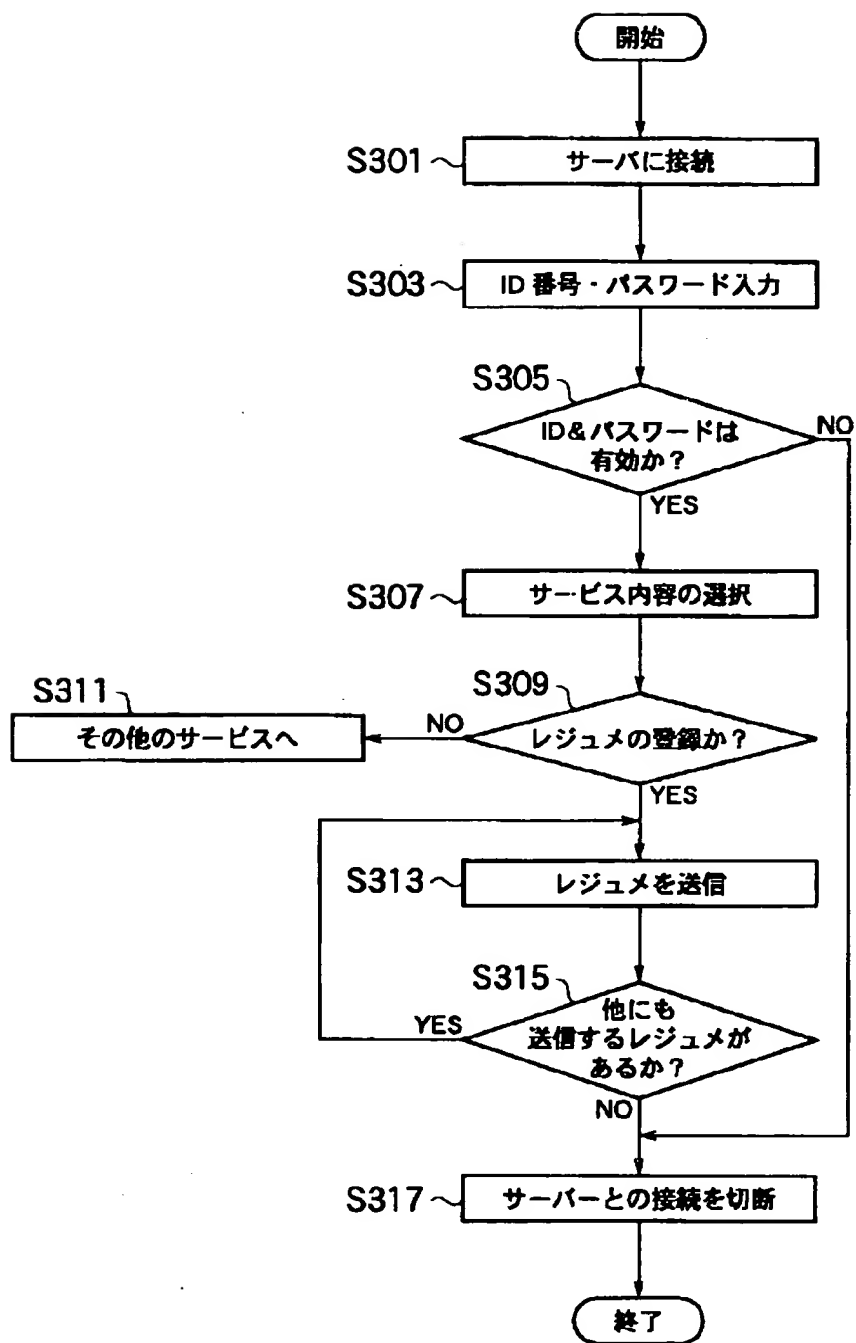 開始
S301
サーバに接続
S303
ID 番号・パスワード入力
S305
ID&パスワードは
有効か？
NO
YES
S307
サービス内容の選択
S309
レジュメの登録か？
NO
YES
S311
その他のサービスへ
S313
レジュメを送信
S315
他にも
送信するレジュメが
あるか？
YES
NO
S317
サーバーとの接続を切断
終了